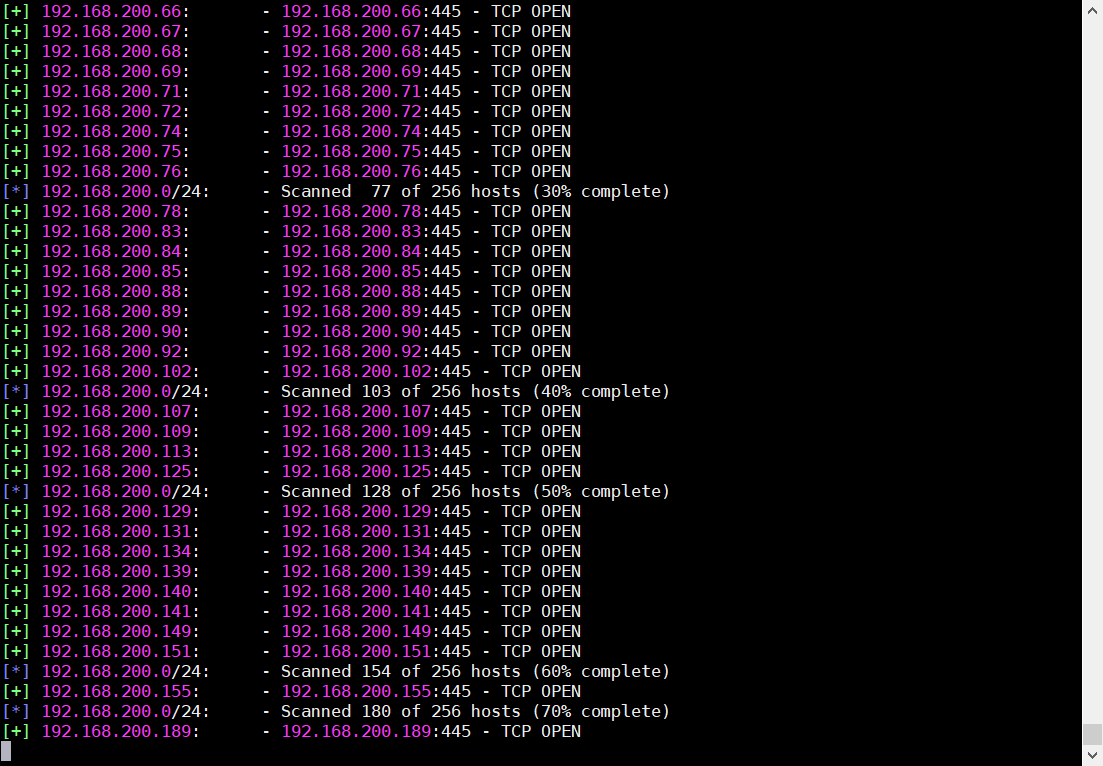 [+] 192.168.200.66:       - 192.168.200.66:445 - TCP OPEN
[+] 192.168.200.67:       - 192.168.200.67:445 - TCP OPEN
[+] 192.168.200.68:       - 192.168.200.68:445 - TCP OPEN
[+] 192.168.200.69:       - 192.168.200.69:445 - TCP OPEN
[+] 192.168.200.71:       - 192.168.200.71:445 - TCP OPEN
[+] 192.168.200.72:       - 192.168.200.72:445 - TCP OPEN
[+] 192.168.200.74:       - 192.168.200.74:445 - TCP OPEN
[+] 192.168.200.75:       - 192.168.200.75:445 - TCP OPEN
[+] 192.168.200.76:       - 192.168.200.76:445 - TCP OPEN
[*] 192.168.200.0/24:     - Scanned  77 of 256 hosts (30% complete)
[+] 192.168.200.78:       - 192.168.200.78:445 - TCP OPEN
[+] 192.168.200.83:       - 192.168.200.83:445 - TCP OPEN
[+] 192.168.200.84:       - 192.168.200.84:445 - TCP OPEN
[+] 192.168.200.85:       - 192.168.200.85:445 - TCP OPEN
[+] 192.168.200.88:       - 192.168.200.88:445 - TCP OPEN
[+] 192.168.200.89:       - 192.168.200.89:445 - TCP OPEN
[+] 192.168.200.90:       - 192.168.200.90:445 - TCP OPEN
[+] 192.168.200.92:       - 192.168.200.92:445 - TCP OPEN
[+] 192.168.200.102:      - 192.168.200.102:445 - TCP OPEN
[*] 192.168.200.0/24:     - Scanned 103 of 256 hosts (40% complete)
[+] 192.168.200.107:      - 192.168.200.107:445 - TCP OPEN
[+] 192.168.200.109:      - 192.168.200.109:445 - TCP OPEN
[+] 192.168.200.113:      - 192.168.200.113:445 - TCP OPEN
[+] 192.168.200.125:      - 192.168.200.125:445 - TCP OPEN
[*] 192.168.200.0/24:     - Scanned 128 of 256 hosts (50% complete)
[+] 192.168.200.129:      - 192.168.200.129:445 - TCP OPEN
[+] 192.168.200.131:      - 192.168.200.131:445 - TCP OPEN
[+] 192.168.200.134:      - 192.168.200.134:445 - TCP OPEN
[+] 192.168.200.139:      - 192.168.200.139:445 - TCP OPEN
[+] 192.168.200.140:      - 192.168.200.140:445 - TCP OPEN
[+] 192.168.200.141:      - 192.168.200.141:445 - TCP OPEN
[+] 192.168.200.149:      - 192.168.200.149:445 - TCP OPEN
[+] 192.168.200.151:      - 192.168.200.151:445 - TCP OPEN
[*] 192.168.200.0/24:     - Scanned 154 of 256 hosts (60% complete)
[+] 192.168.200.155:      - 192.168.200.155:445 - TCP OPEN
[*] 192.168.200.0/24:     - Scanned 180 of 256 hosts (70% complete)
[+] 192.168.200.189:      - 192.168.200.189:445 - TCP OPEN